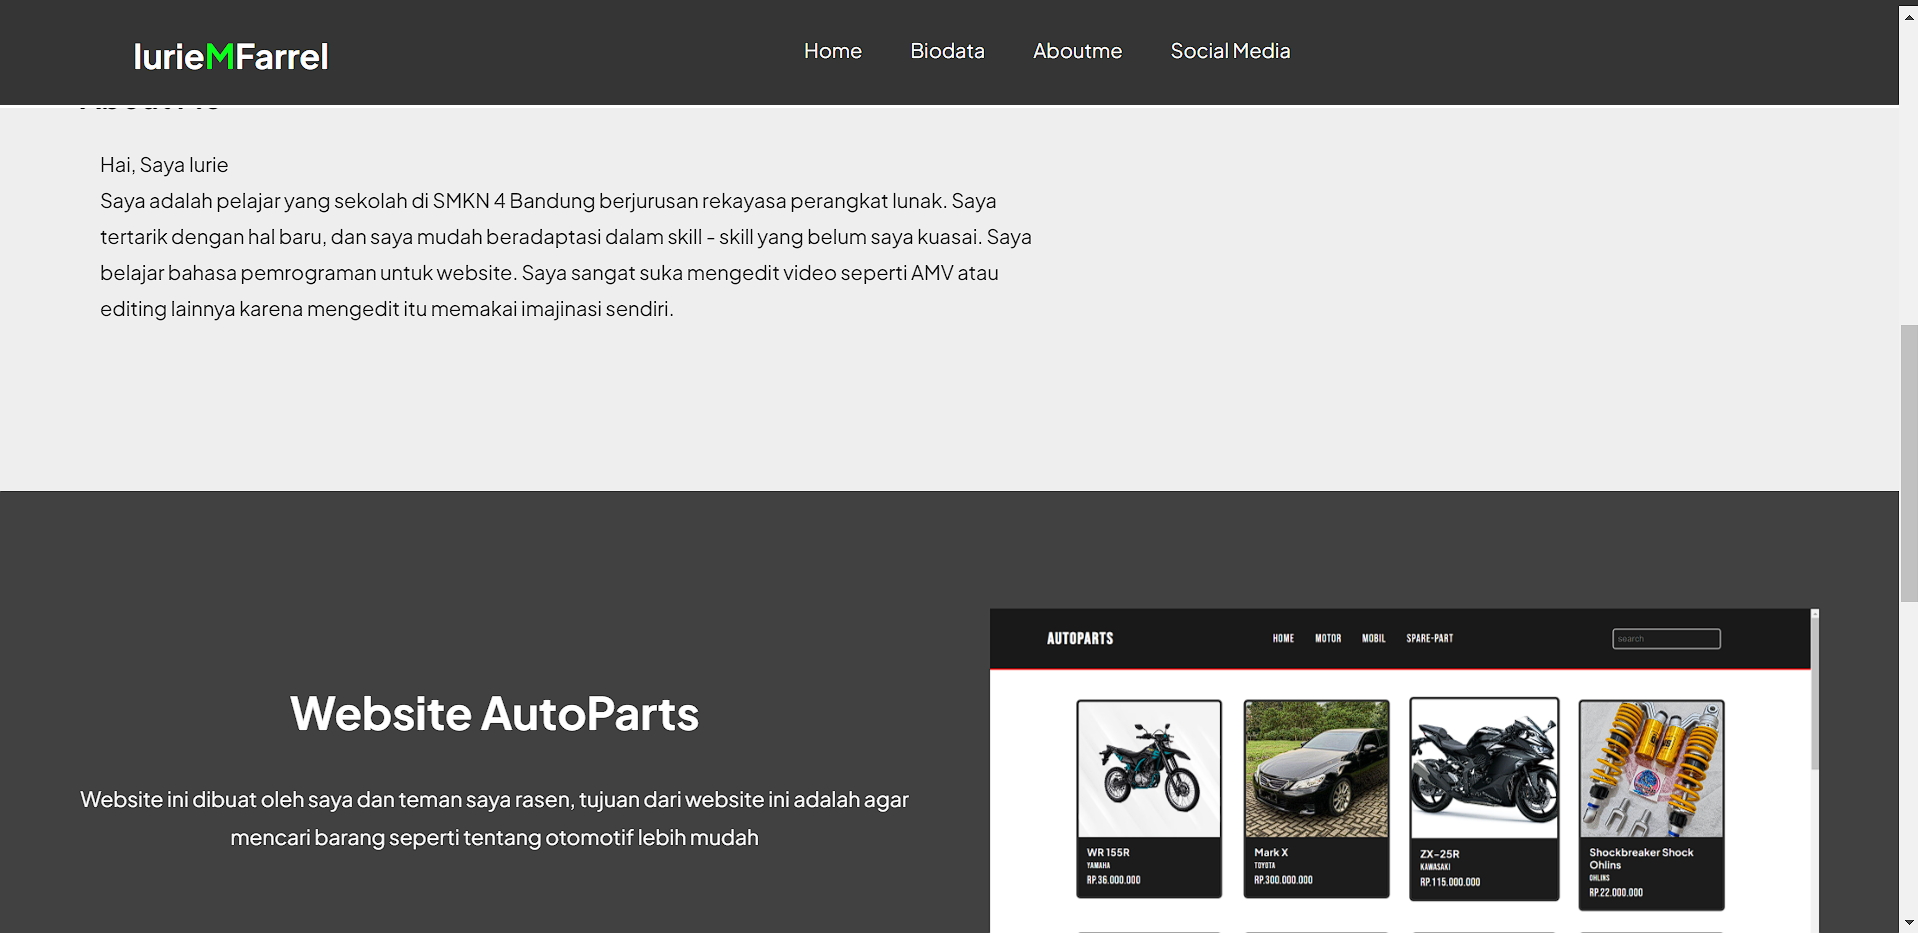 IurieMFarrel
Home Biodata Aboutme Social Media
Hai, Saya Iurie
Saya adalah pelajar yang sekolah di SMKN 4 Bandung berjurusan rekayasa perangkat lunak. Saya
tertarik dengan hal baru, dan saya mudah beradaptasi dalam skill - skill yang belum saya kuasai. Saya
belajar bahasa pemrograman untuk website. Saya sangat suka mengedit video seperti AMV atau
editing lainnya karena mengedit itu memakai imajinasi sendiri.
Website AutoParts
Website ini dibuat oleh saya dan teman saya rasen, tujuan dari website ini adalah agar
mencari barang seperti tentang otomotif lebih mudah
AUTOPARTS
HOME MOTOR MOBIL SPARE-PART
search
WR 155R
YAMAHA
RP.36.000.000
Mark X
TOYOTA
RP.300.000.000
ZX-25R
KAWASAKI
RP.115.000.000
Shockbreaker Shock
Ohlins
OHLINS
RP.22.000.000